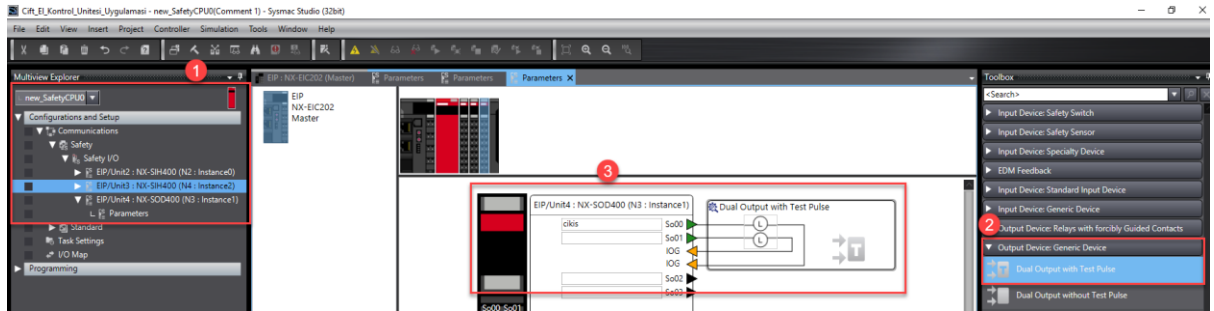 Cift_El_Kontrol_Unitesi_Uygulamasi - new_SafetyCPU0(Comment 1) - Sysmac Studio (32bit)
File Edit View Insert Project Controller Simulation Tools Window Help
Multiview Explorer
1
new_SafetyCPU0
Configurations and Setup
Communications
Safety
Safety I/O
EIP/Unit2 : NX-SIH400 (N2 : Instance0)
EIP/Unit3 : NX-SIH400 (N4 : Instance2)
EIP/Unit4 : NX-SOD400 (N3 : Instance1)
Parameters
Standard
Task Settings
I/O Map
Programming
EIP : NX-EIC202 (Master) Parameters Parameters Parameters
EIP
NX-EIC202
Master
3
EIP/Unit4 : NX-SOD400 (N3 : Instance1)
cikis So00
So01
IOG
IOG
So02
So03
So00 So01
Dual Output with Test Pulse
L
L
T
Toolbox
<Search>
Input Device: Safety Switch
Input Device: Safety Sensor
Input Device: Specialty Device
EDM Feedback
Input Device: Standard Input Device
Input Device: Generic Device
2
Output Device: Relays with forcibly Guided Contacts
Output Device: Generic Device
T
Dual Output with Test Pulse
Dual Output without Test Pulse